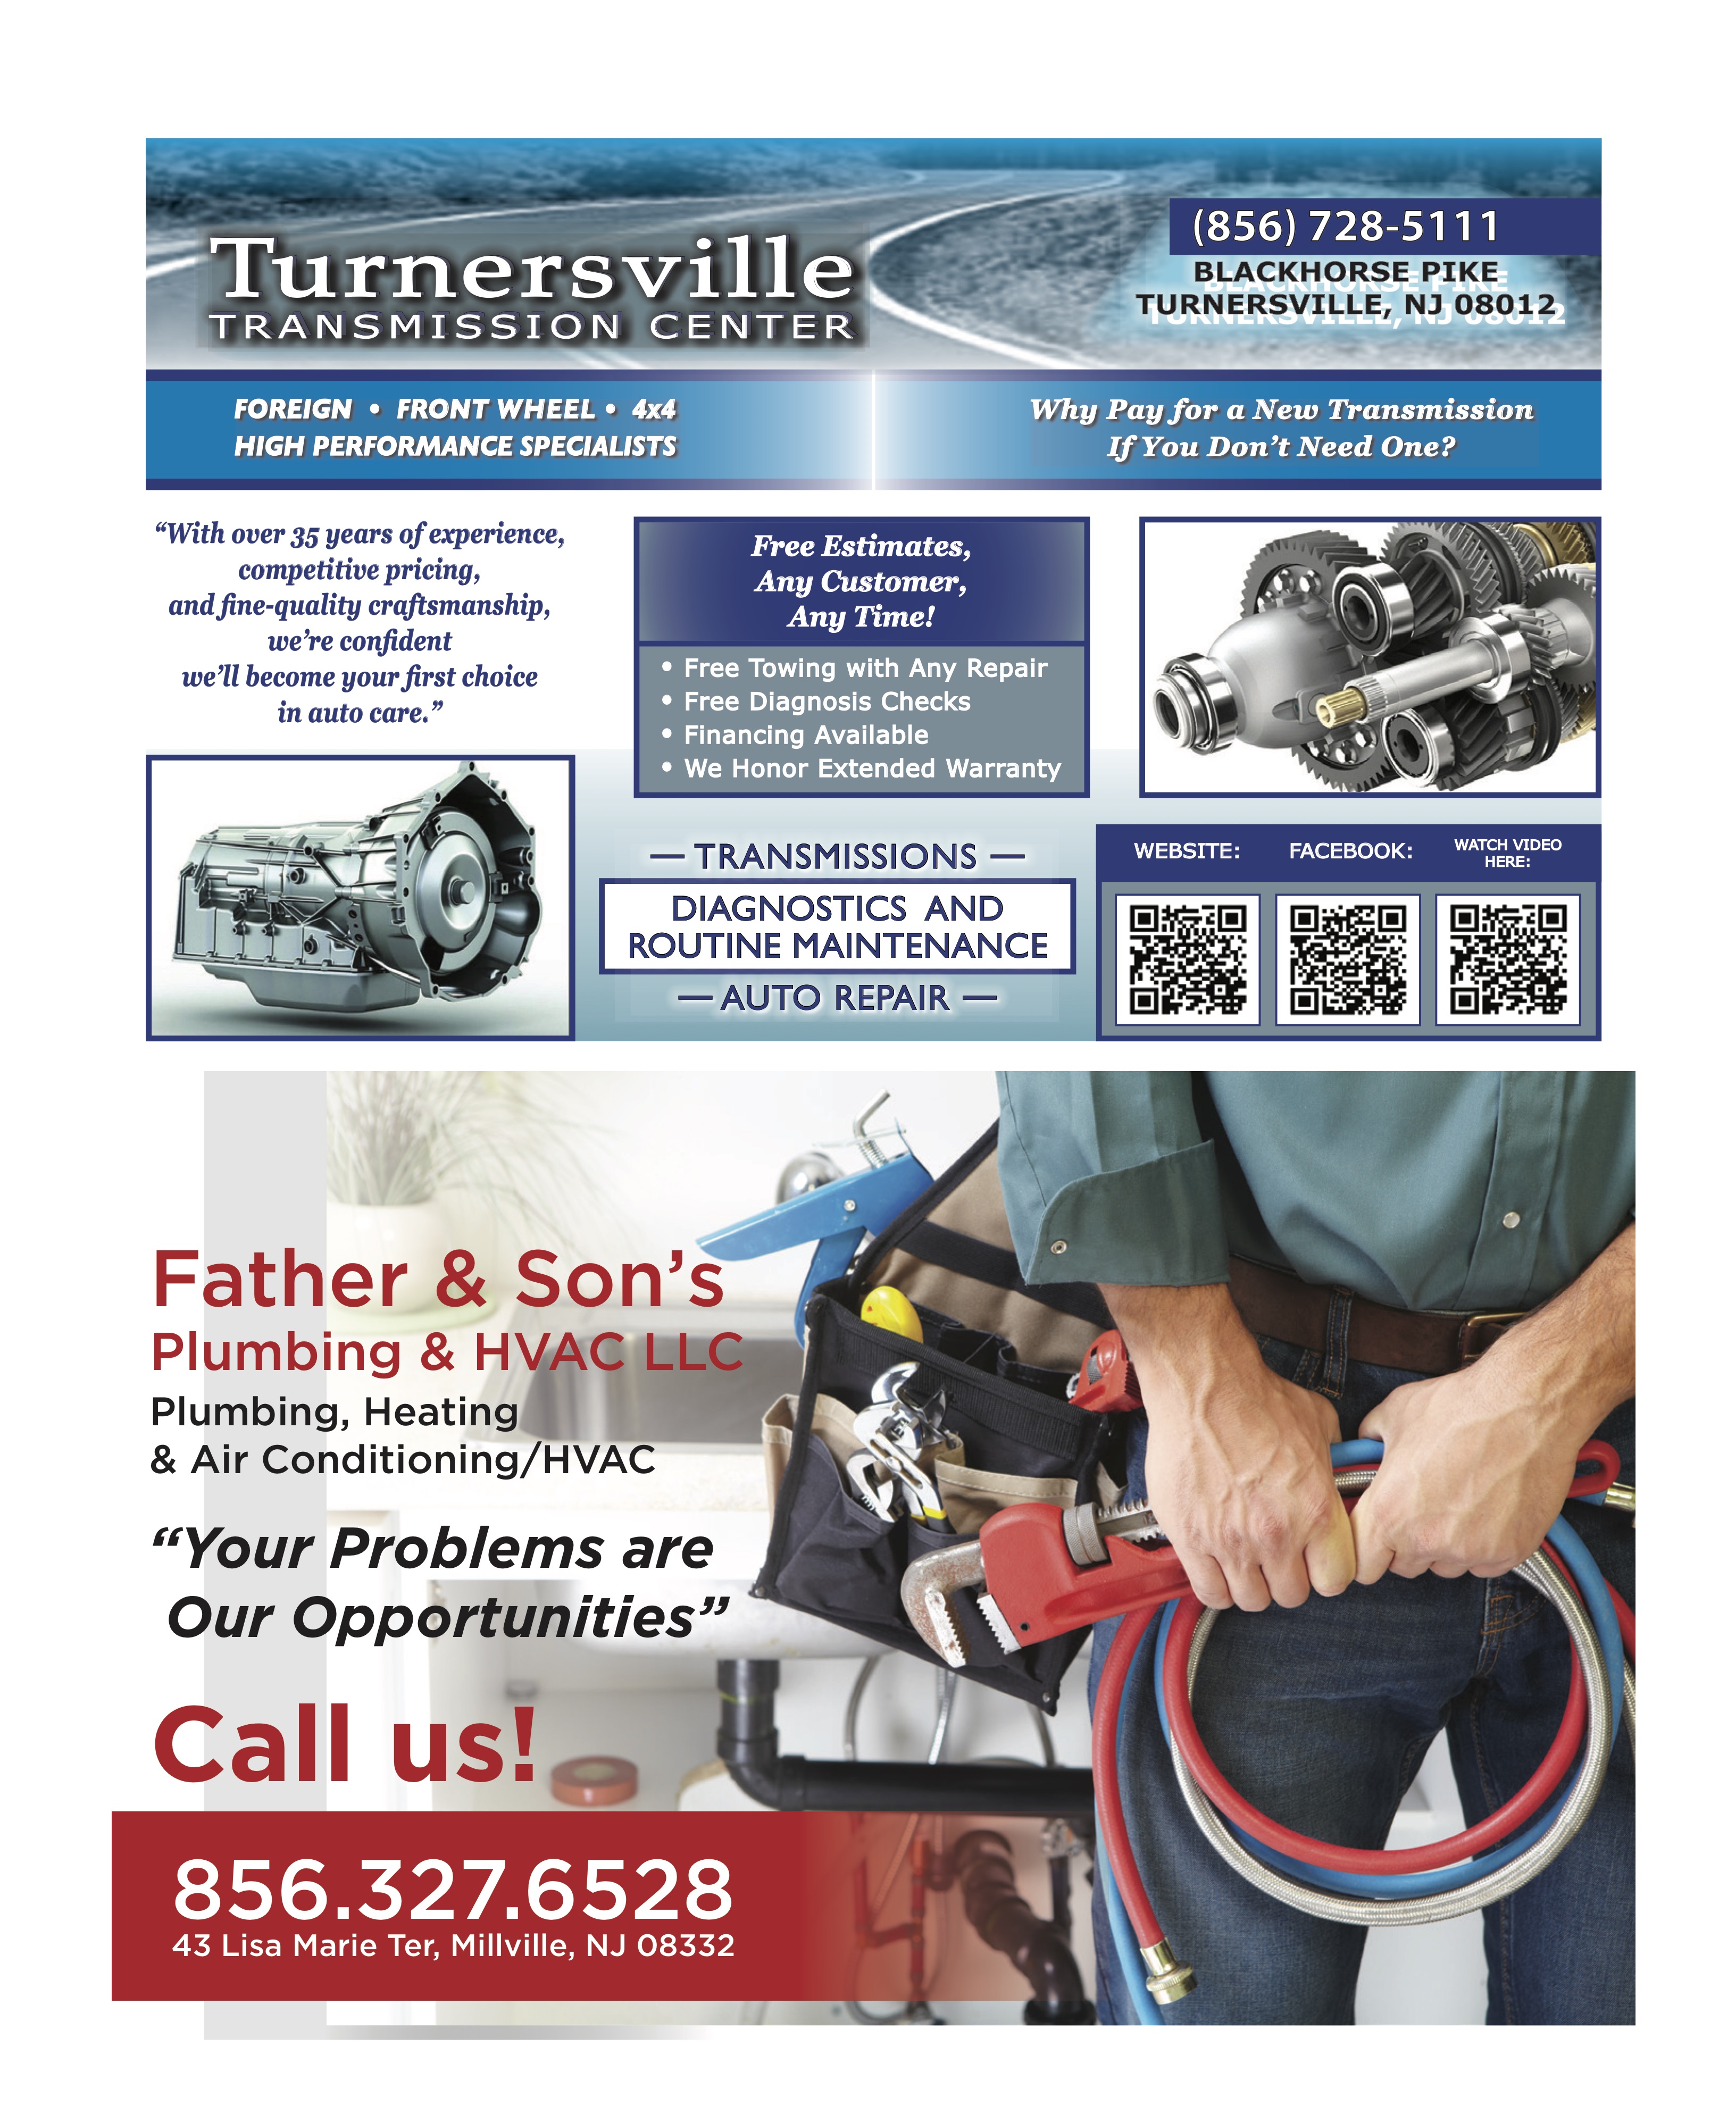 Turnersville
TRANSMISSION CENTER
(856) 728-5111
BLACKHORSE PIKE
TURNERSVILLE, NJ 08012
FOREIGN • FRONT WHEEL • 4x4
HIGH PERFORMANCE SPECIALISTS
Why Pay for a New Transmission
If You Don’t Need One?
“With over 35 years of experience,
competitive pricing,
and fine-quality craftsmanship,
we’re confident
we’ll become your first choice
in auto care.”
Free Estimates,
Any Customer,
Any Time!
• Free Towing with Any Repair
• Free Diagnosis Checks
• Financing Available
• We Honor Extended Warranty
— TRANSMISSIONS —
DIAGNOSTICS AND
ROUTINE MAINTENANCE
— AUTO REPAIR —
WEBSITE:
FACEBOOK:
WATCH VIDEO
HERE:
Father & Son’s
Plumbing & HVAC LLC
Plumbing, Heating
& Air Conditioning/HVAC
“Your Problems are
Our Opportunities”
Call us!
856.327.6528
43 Lisa Marie Ter, Millville, NJ 08332